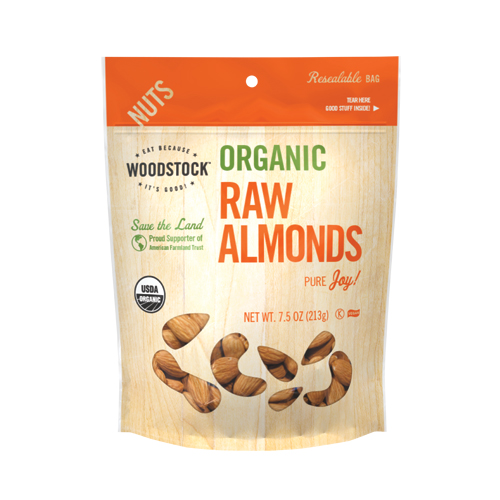 Resealable BAG
NUTS
TEAR HERE
GOOD STUFF INSIDE!
EAT BECAUSE
WOODSTOCK
IT'S GOOD!
ORGANIC
RAW
ALMONDS
PURE Joy!
Save the Land
Proud Supporter of
American Farmland Trust
USDA
ORGANIC
NET WT. 7.5 OZ (213g)
K